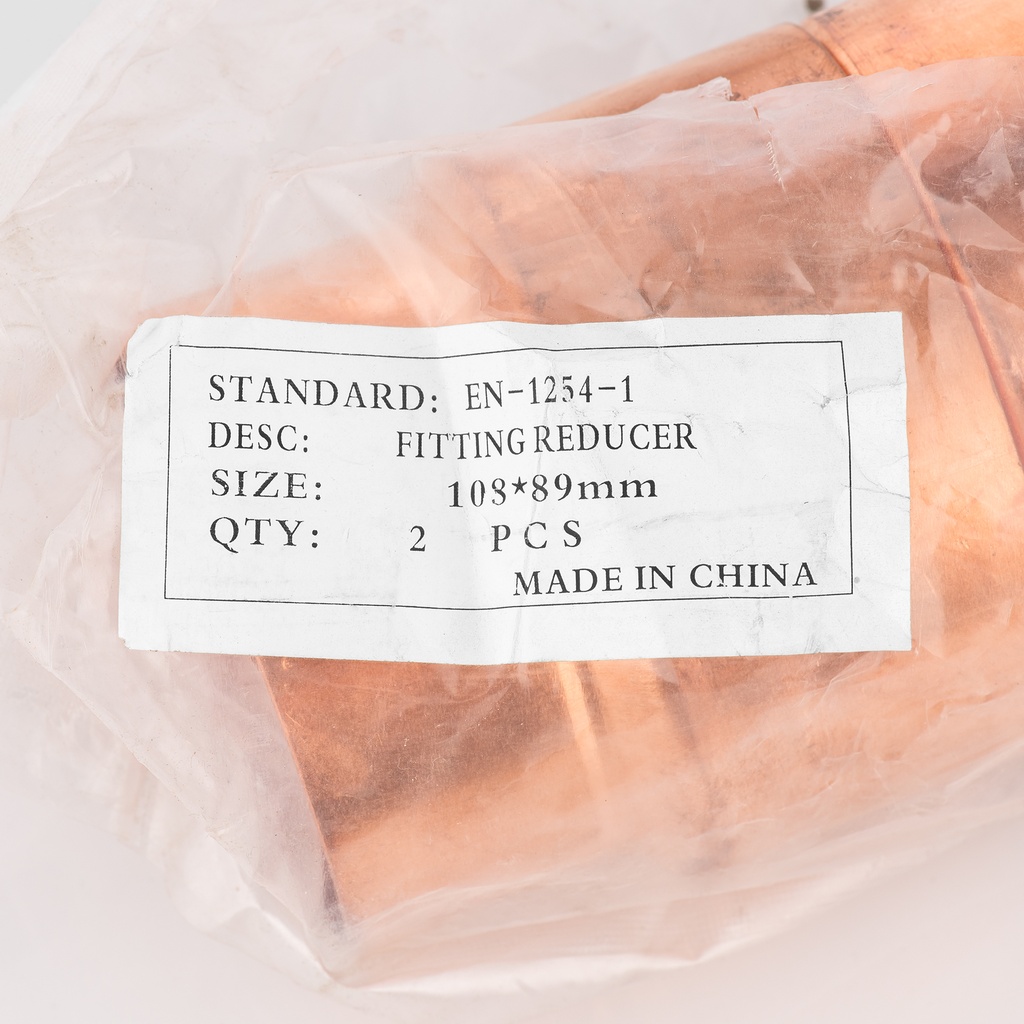 STANDARD: EN-1254-1
DESC: FITTING REDUCER
SIZE: 108*89mm
QTY: 2 PCS
MADE IN CHINA